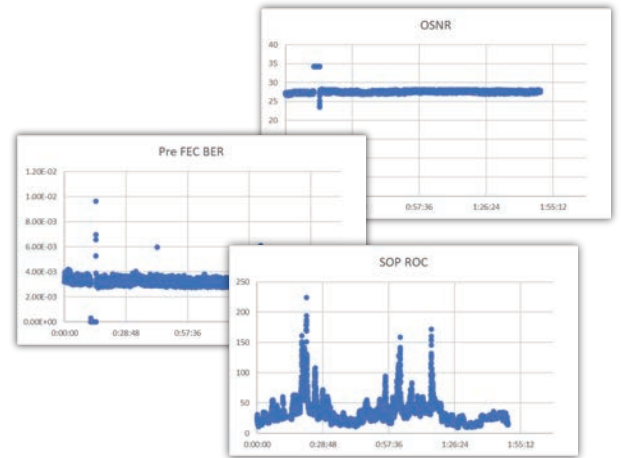 OSNR
40
35
30
25
20
0:57:36 1:26:24 1:55:12
Pre FEC BER
1.20E-02
1.00E-02
8.00E-03
6.00E-03
4.00E-03
2.00E-03
0.00E+00
0:00:00 0:28:48 0:57:36
SOP ROC
250
200
150
100
50
0
0:00:00 0:28:48 0:57:36 1:26:24 1:55:12